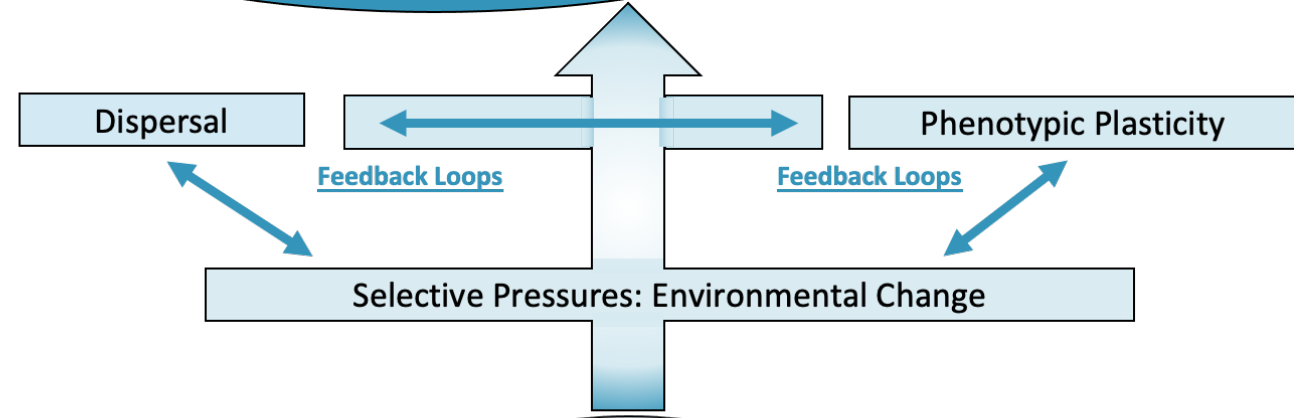 Dispersal
Phenotypic Plasticity
Feedback Loops
Feedback Loops
Selective Pressures: Environmental Change